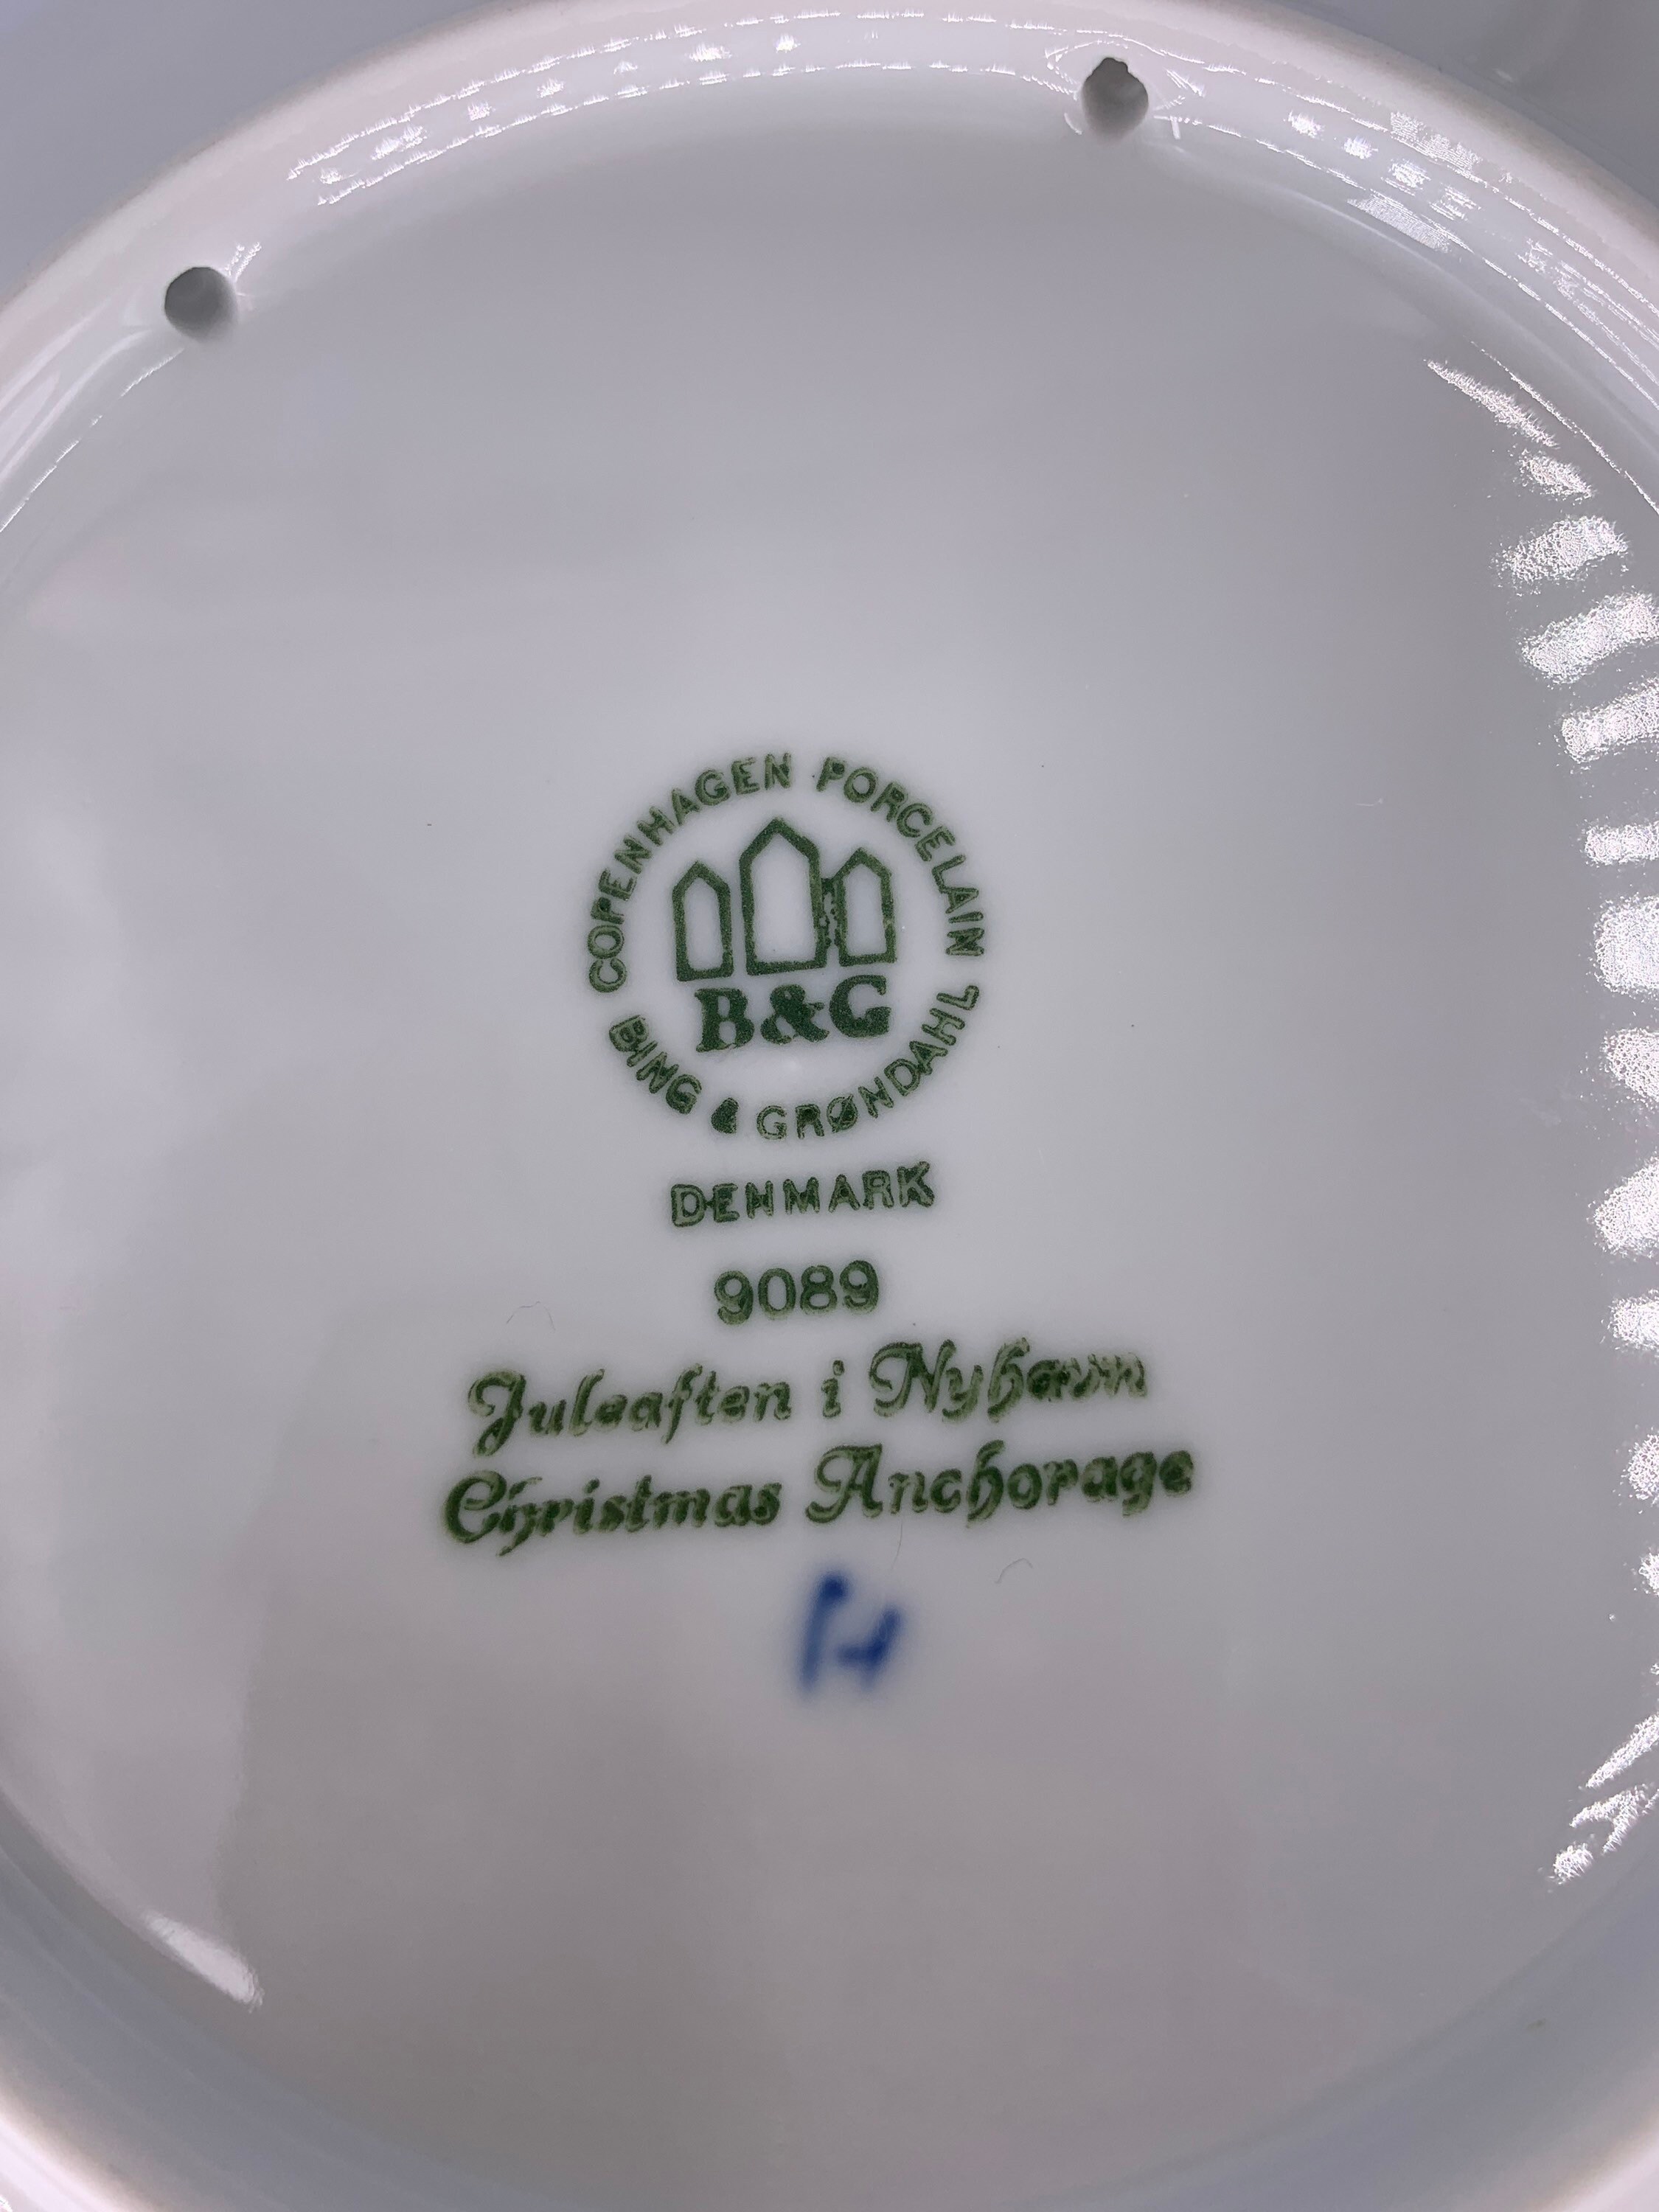 COPENHAGEN PORCELAIN
B&G
BING & GRØNDAHL
DENMARK
9089
Juleaften i Nyhavn
Christmas Anchorage